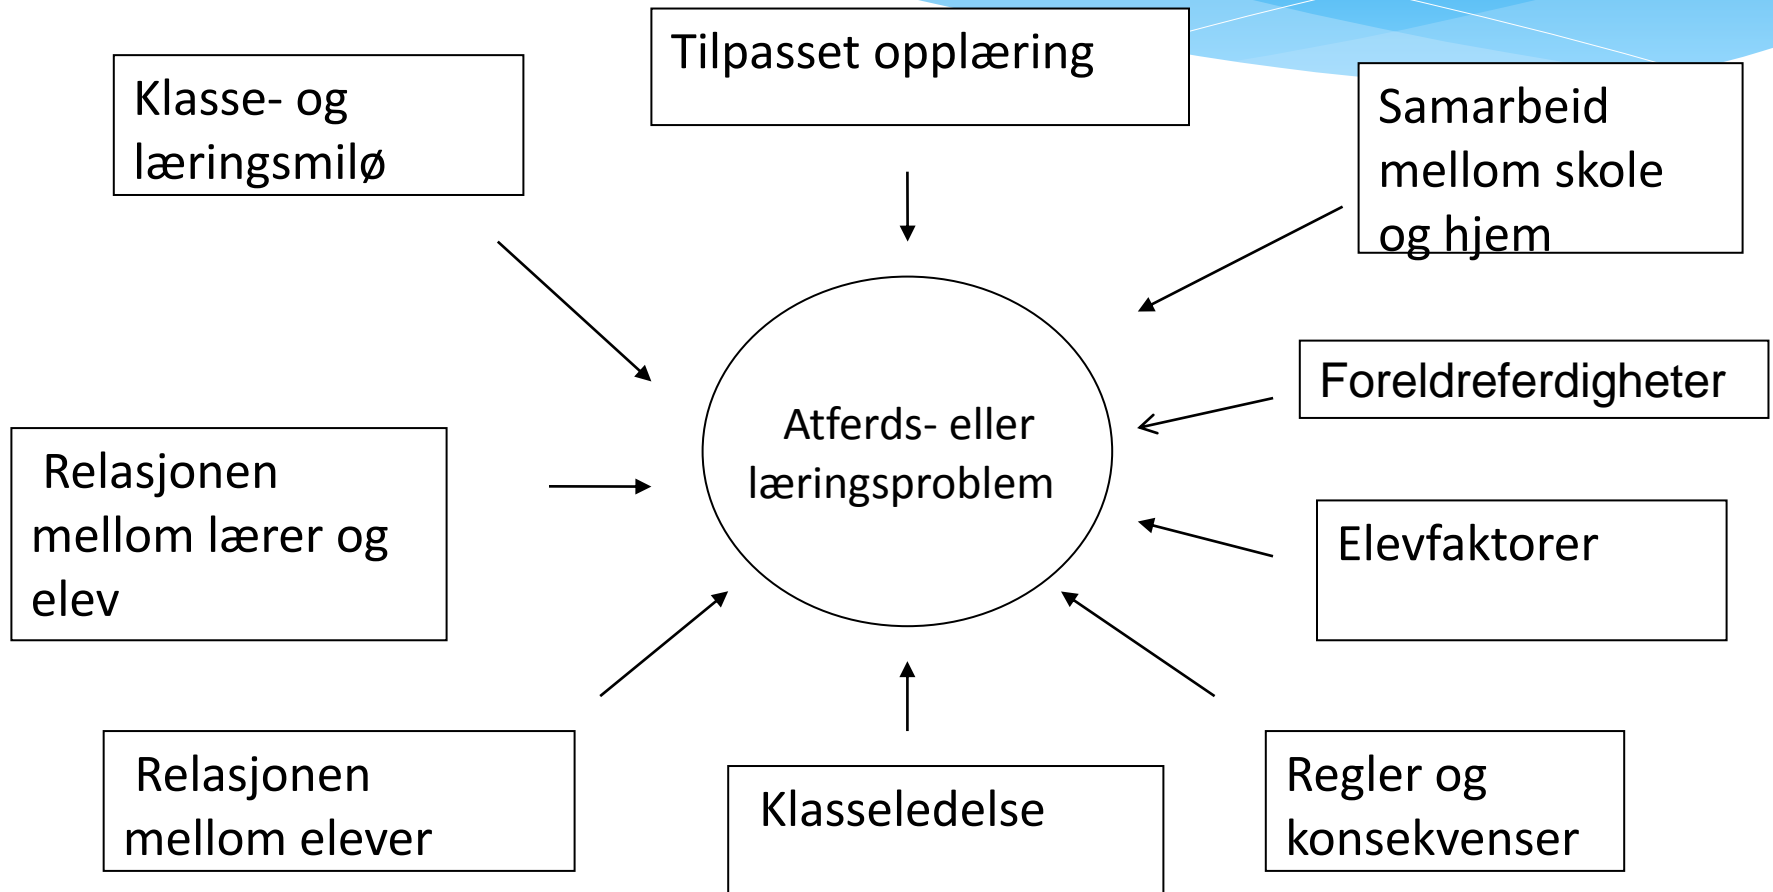 Tilpasset opplæring
Klasse- og
læringsmilø
Samarbeid
mellom skole
og hjem
Foreldreferdigheter
Atferds- eller
læringsproblem
Relasjonen
mellom lærer og
elev
Elevfaktorer
Relasjonen
mellom elever
Klasseledelse
Regler og
konsekvenser